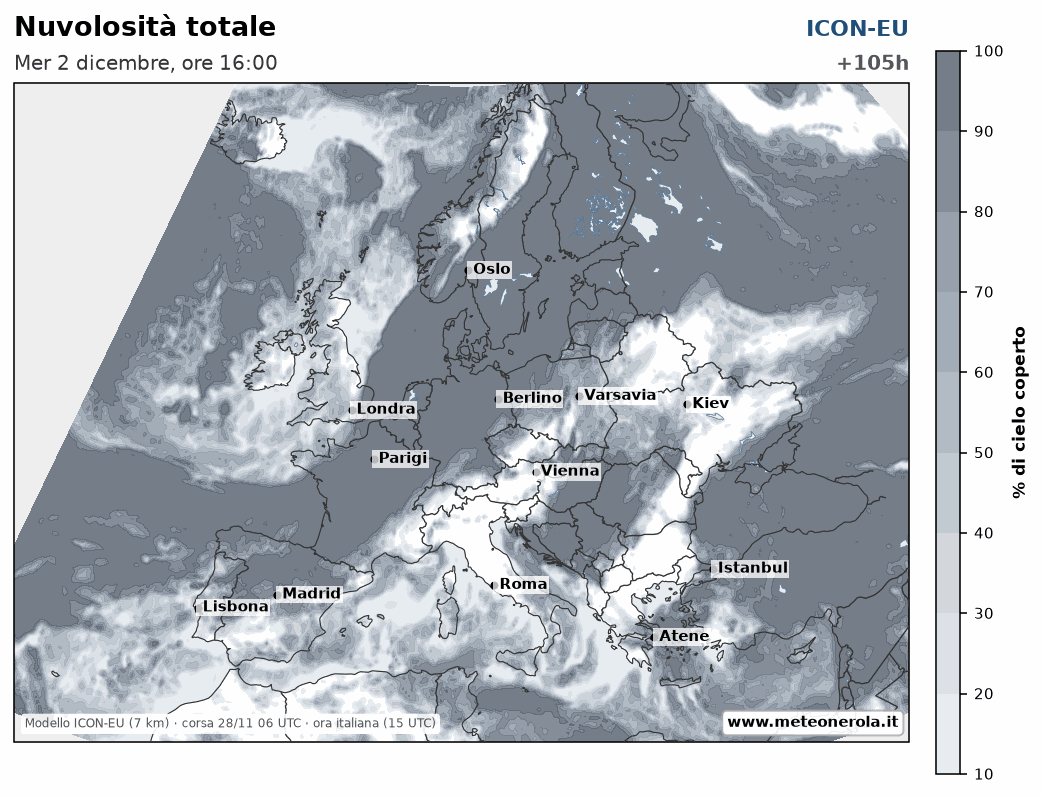 Nuvolosità totale
ICON-EU
Mer 2 dicembre, ore 16:00
+105h
100
90
80
70
60
50
40
30
20
10
% di cielo coperto
Oslo
Berlino
Varsavia
Kiev
Londra
Parigi
Vienna
Istanbul
Roma
Madrid
Lisbona
Atene
Modello ICON-EU (7 km) · corsa 28/11 06 UTC · ora italiana (15 UTC)
www.meteonerola.it